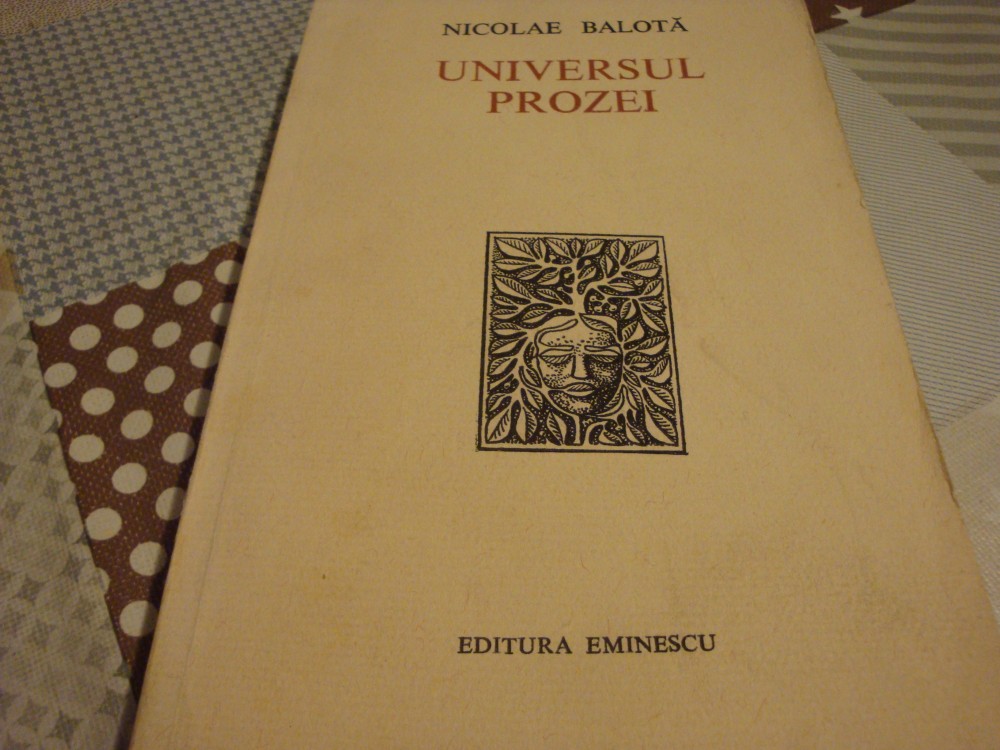 NICOLAE BALOTĂ
UNIVERSUL
PROZEI
EDITURA EMINESCU